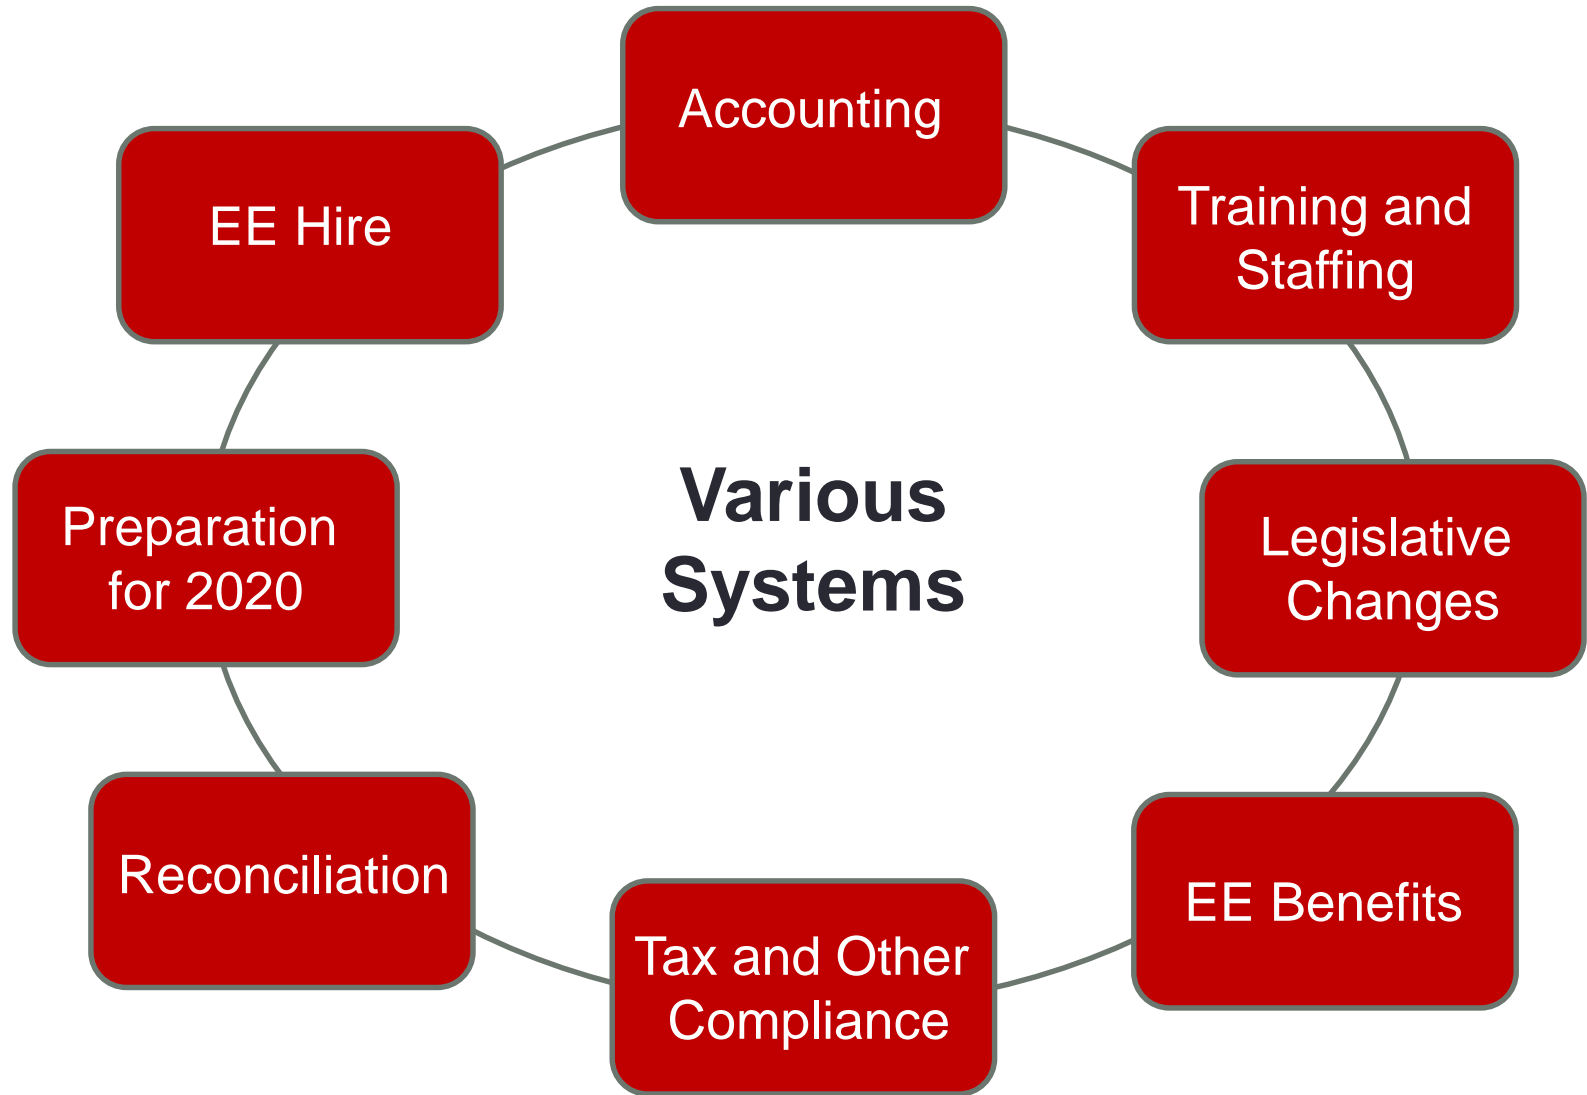 Accounting
Training and
Staffing
Legislative
Changes
EE Benefits
Tax and Other
Compliance
Reconciliation
Preparation
for 2020
EE Hire
Various
Systems